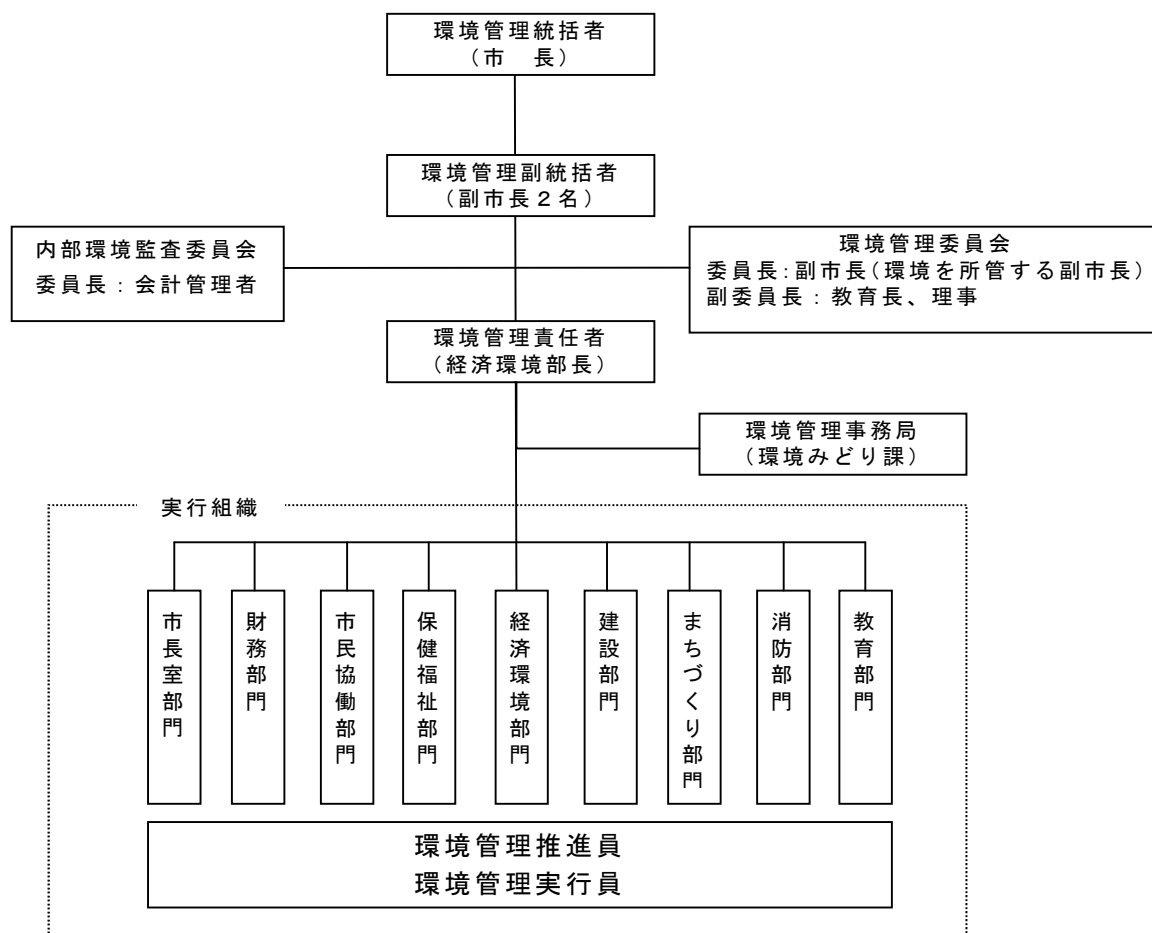 環境管理統括者
（市　長）
環境管理副統括者
（副市長２名）
内部環境監査委員会
委員長：会計管理者
環境管理委員会
委員長：副市長（環境を所管する副市長）
副委員長：教育長、理事
環境管理責任者
（経済環境部長）
環境管理事務局
（環境みどり課）
実行組織
市長室部門
財務部門
市民協働部門
保健福祉部門
経済環境部門
建設部門
まちづくり部門
消防部門
教育部門
環境管理推進員
環境管理実行員